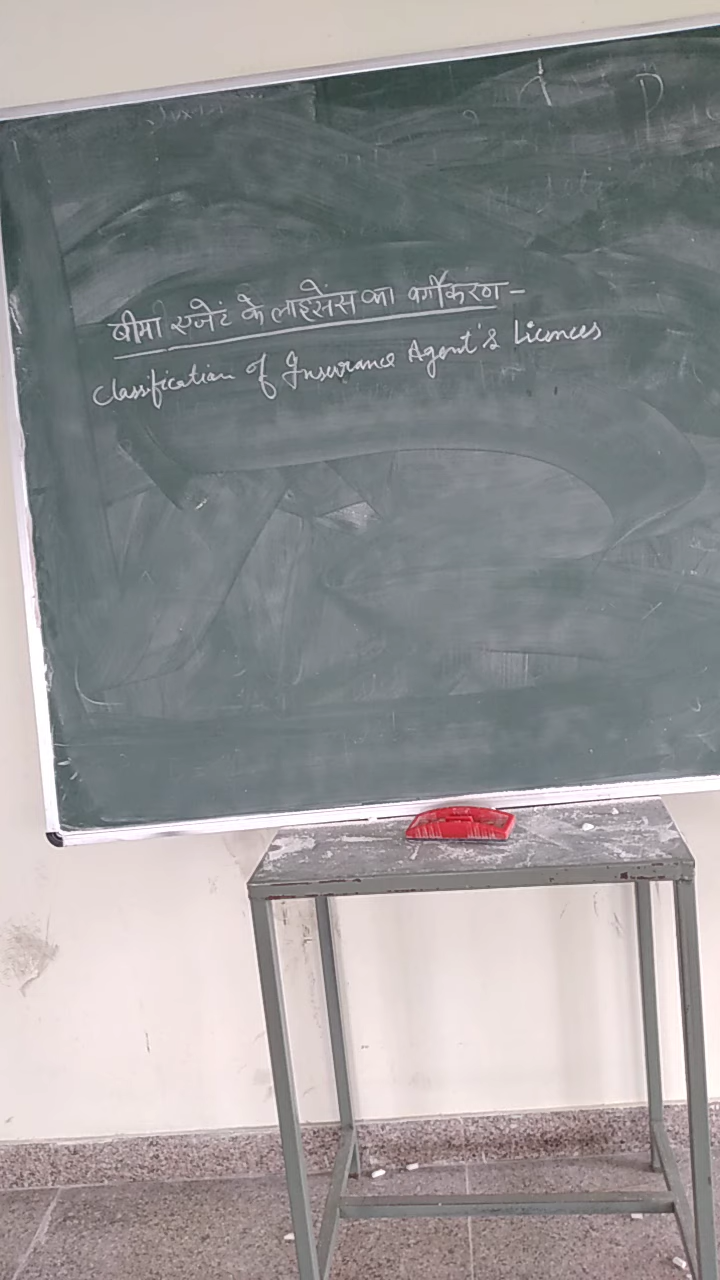 बीमा एजेंट के लाइसेंस का वर्गीकरण -
Classification of Insurance Agent's Licences